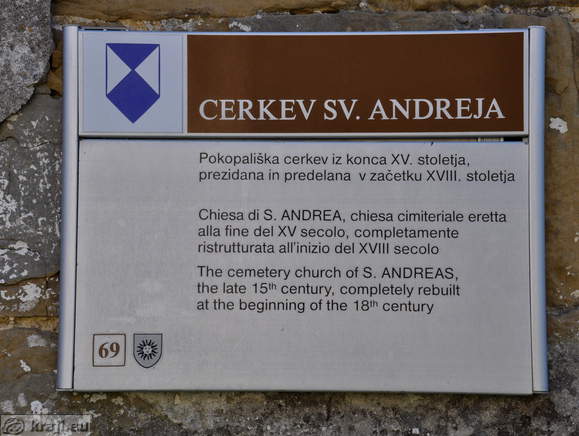 CERKEV SV. ANDREJA
Pokopališka cerkev iz konca XV. stoletja,
prezidana in predelana v začetku XVIII. stoletja
Chiesa di S. ANDREA, chiesa cimiteriale eretta
alla fine del XV secolo, completamente
ristrutturata all'inizio del XVIII secolo
The cemetery church of S. ANDREAS,
the late 15th century, completely rebuilt
at the beginning of the 18th century
69
kraji.eu